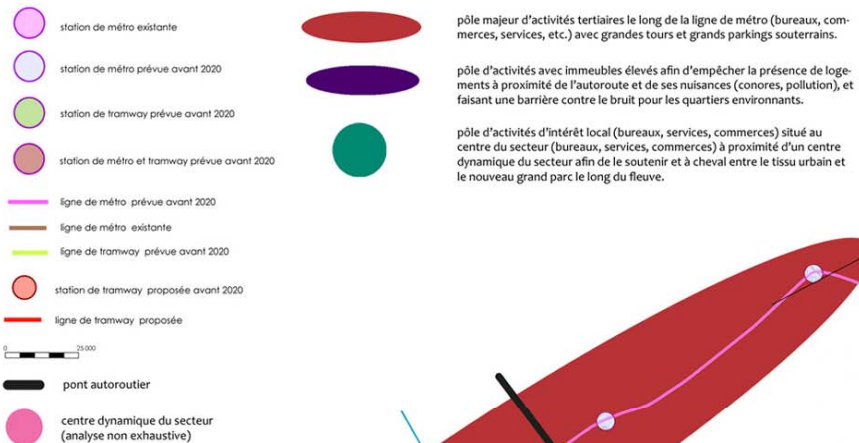 station de métro existante
station de métro prévue avant 2020
station de tramway prévue avant 2020
station de métro et tramway prévue avant 2020
ligne de métro prévue avant 2020
ligne de métro existante
ligne de tramway prévue avant 2020
station de tramway proposée avant 2020
ligne de tramway proposée
0 25 000
pont autoroutier
centre dynamique du secteur
(analyse non exhaustive)
pôle majeur d'activités tertiaires le long de la ligne de métro (bureaux, com-
merces, services, etc.) avec grandes tours et grands parkings souterrains.
pôle d'activités avec immeubles élevés afin d'empêcher la présence de loge-
ments à proximité de l'autoroute et de ses nuisances (conores, pollution), et
faisant une barrière contre le bruit pour les quartiers environnants.
pôle d'activités d'intérêt local (bureaux, services, commerces) situé au
centre du secteur (bureaux, services, commerces) à proximité d'un centre
dynamique du secteur afin de le soutenir et à cheval entre le tissu urbain et
le nouveau grand parc le long du fleuve.